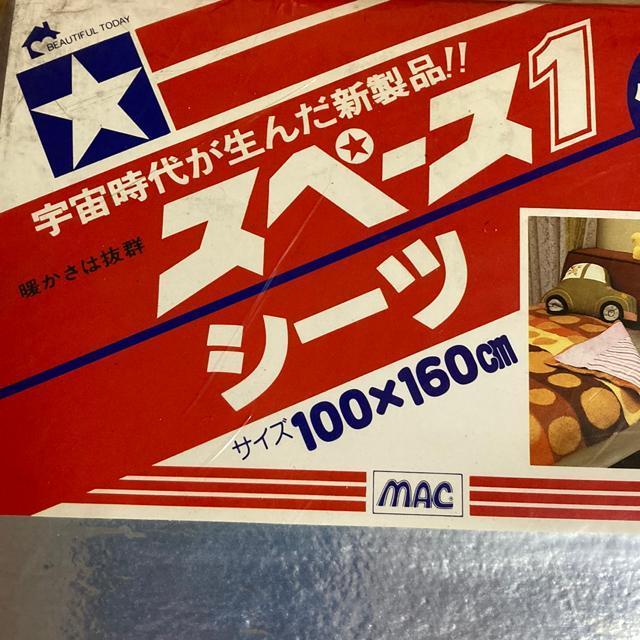 BEAUTIFUL TODAY
宇宙時代が生んだ新製品!!
スペース1
暖かさは抜群
シーツ
サイズ100×160cm
MAC